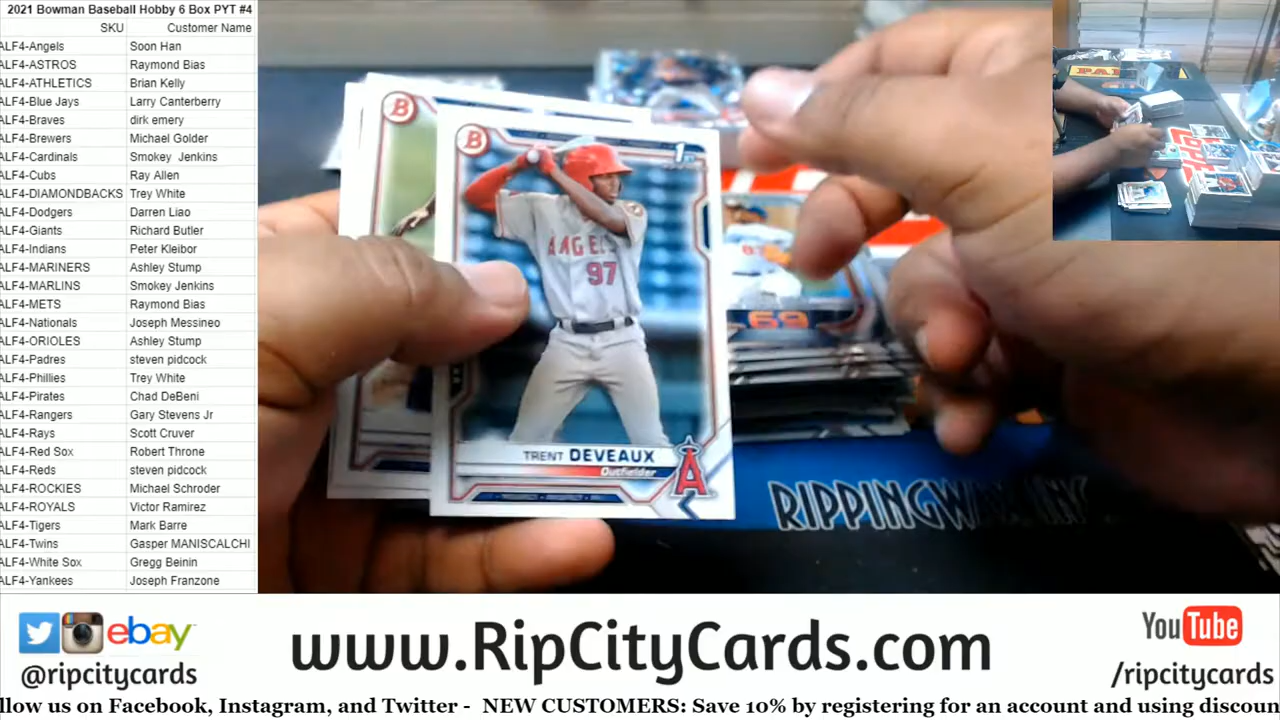 2021 Bowman Baseball Hobby 6 Box PYT #4
SKU Customer Name
ALF4-Angels Soon Han
ALF4-ASTROS Raymond Bias
ALF4-ATHLETICS Brian Kelly
ALF4-Blue Jays Larry Canterberry
ALF4-Braves dirk emery
ALF4-Brewers Michael Golder
ALF4-Cardinals Smokey Jenkins
ALF4-Cubs Ray Allen
ALF4-DIAMONDBACKS Trey White
ALF4-Dodgers Darren Liao
ALF4-Giants Richard Butler
ALF4-Indians Peter Kleibor
ALF4-MARINERS Ashley Stump
ALF4-MARLINS Smokey Jenkins
ALF4-METS Raymond Bias
ALF4-Nationals Joseph Messineo
ALF4-ORIOLES Ashley Stump
ALF4-Padres steven pidcock
ALF4-Phillies Trey White
ALF4-Pirates Chad DeBeni
ALF4-Rangers Gary Stevens Jr
ALF4-Rays Scott Cruver
ALF4-Red Sox Robert Throne
ALF4-Reds steven pidcock
ALF4-ROCKIES Michael Schroder
ALF4-ROYALS Victor Ramirez
ALF4-Tigers Mark Barre
ALF4-Twins Gasper MANISCALCHI
ALF4-White Sox Gregg Beinin
ALF4-Yankees Joseph Franzone
B
B
1st
ANGELS
97
TRENT DEVEAUX
Outfielder
A
69
RIPPINGWAX
ebay
@ripcitycards
www.RipCityCards.com
YouTube
/ripcitycards
llow us on Facebook, Instagram, and Twitter - NEW CUSTOMERS: Save 10% by registering for an account and using discoun